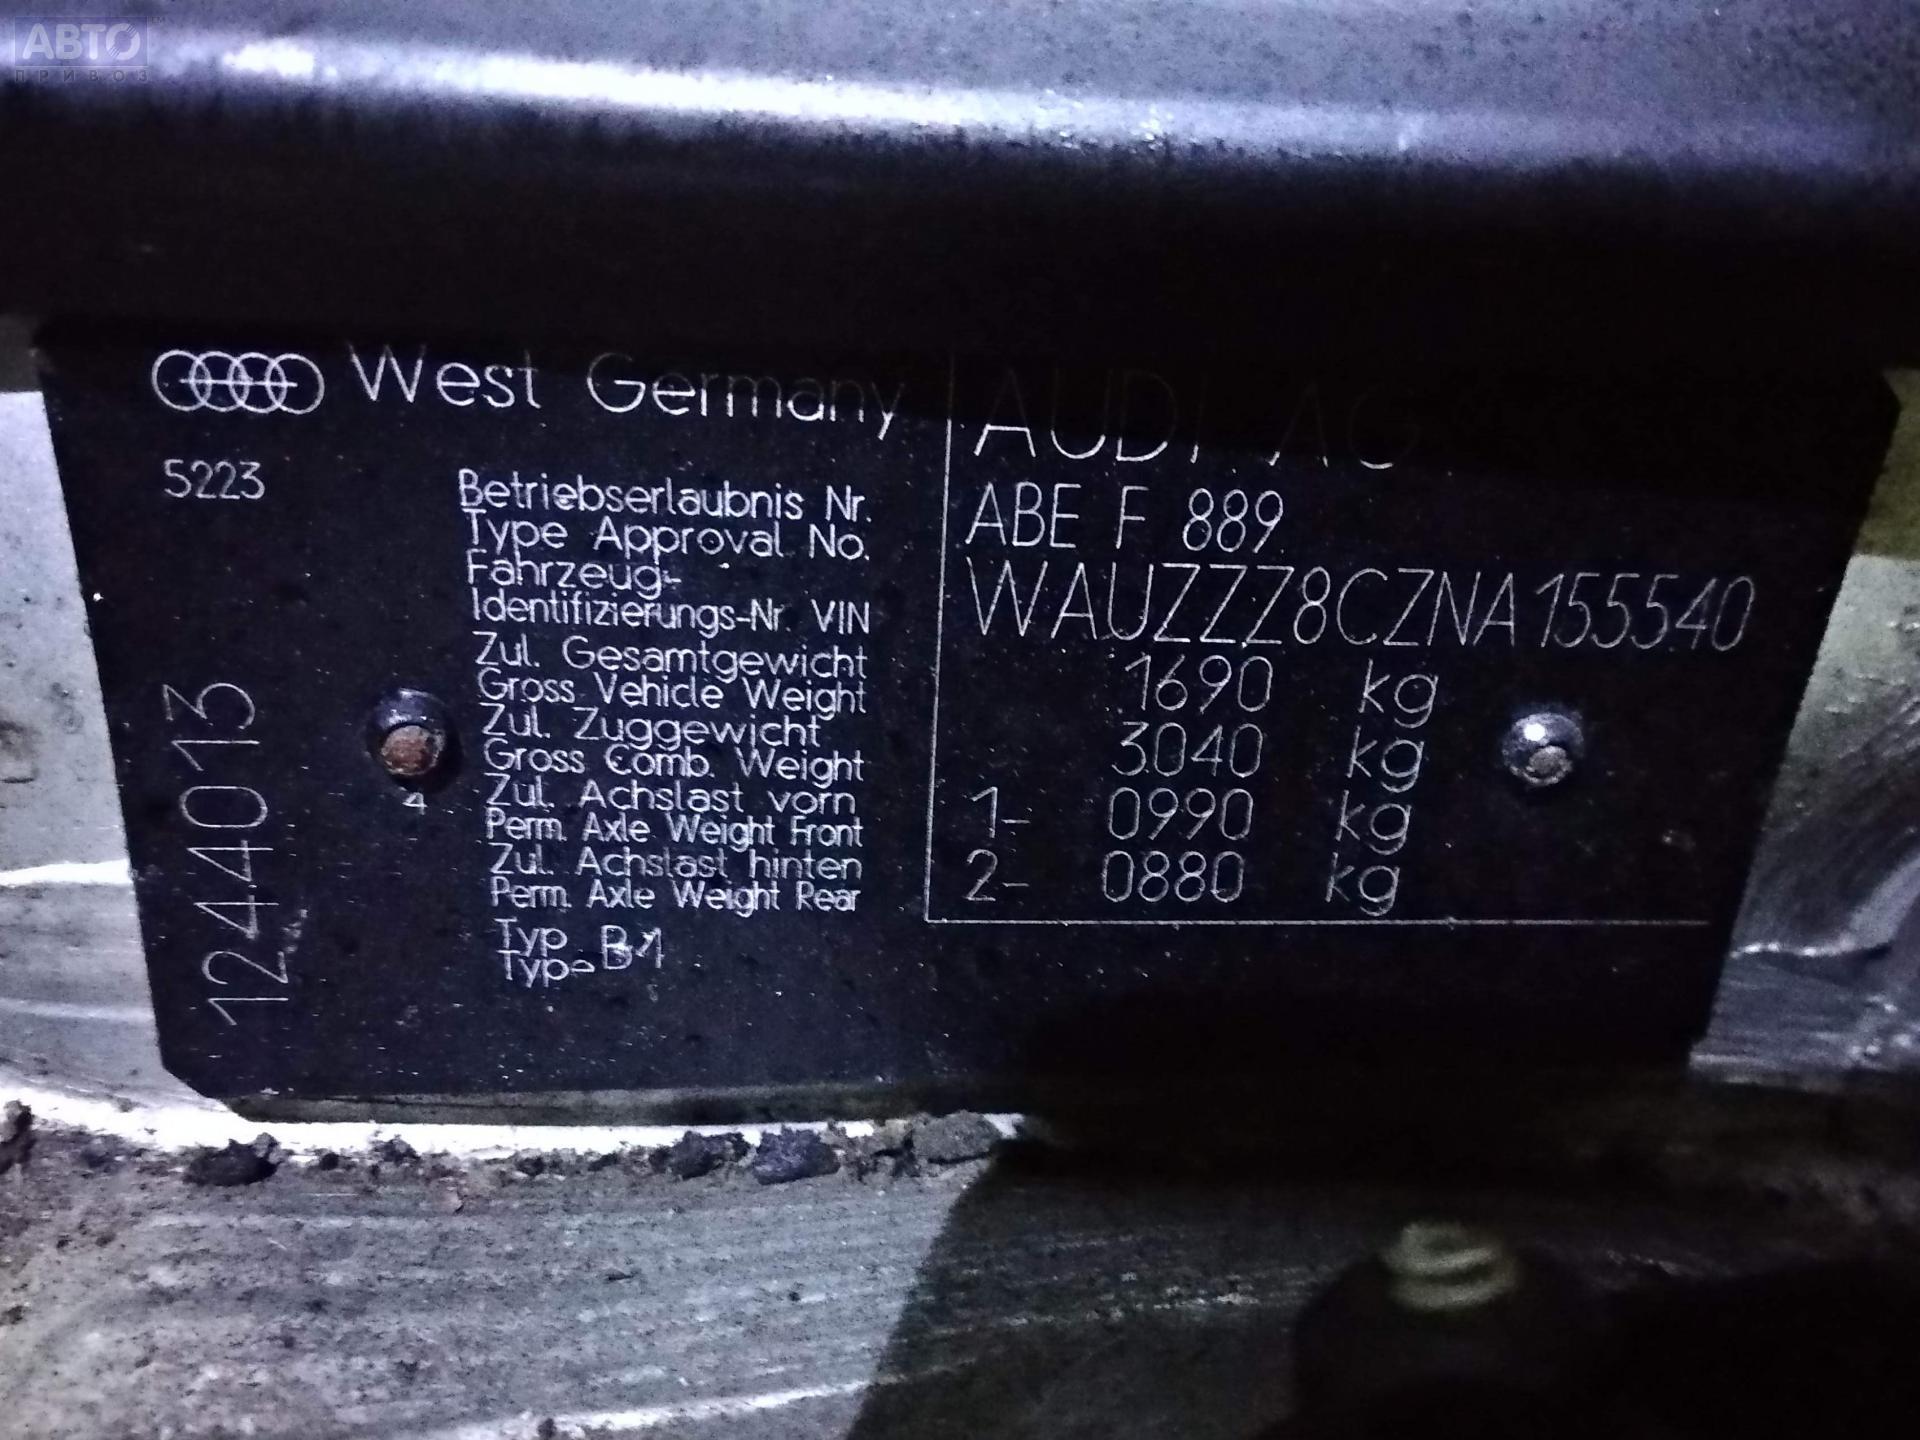 АВТО
ПРИВОЗ
West Germany AUDI AG
5223
Betriebserlaubnis Nr.
Type Approval No.
ABE F 889
Fahrzeug-
Identifizierungs-Nr. VIN
WAUZZZ8CZNA155540
Zul. Gesamtgewicht
Gross Vehicle Weight
1690 kg
Zul. Zuggewicht
Gross Comb. Weight
3040 kg
Zul. Achslast vorn
Perm. Axle Weight Front
1- 0990 kg
Zul. Achslast hinten
Perm. Axle Weight Rear
2- 0880 kg
Typ
Type
B4
4
1244013